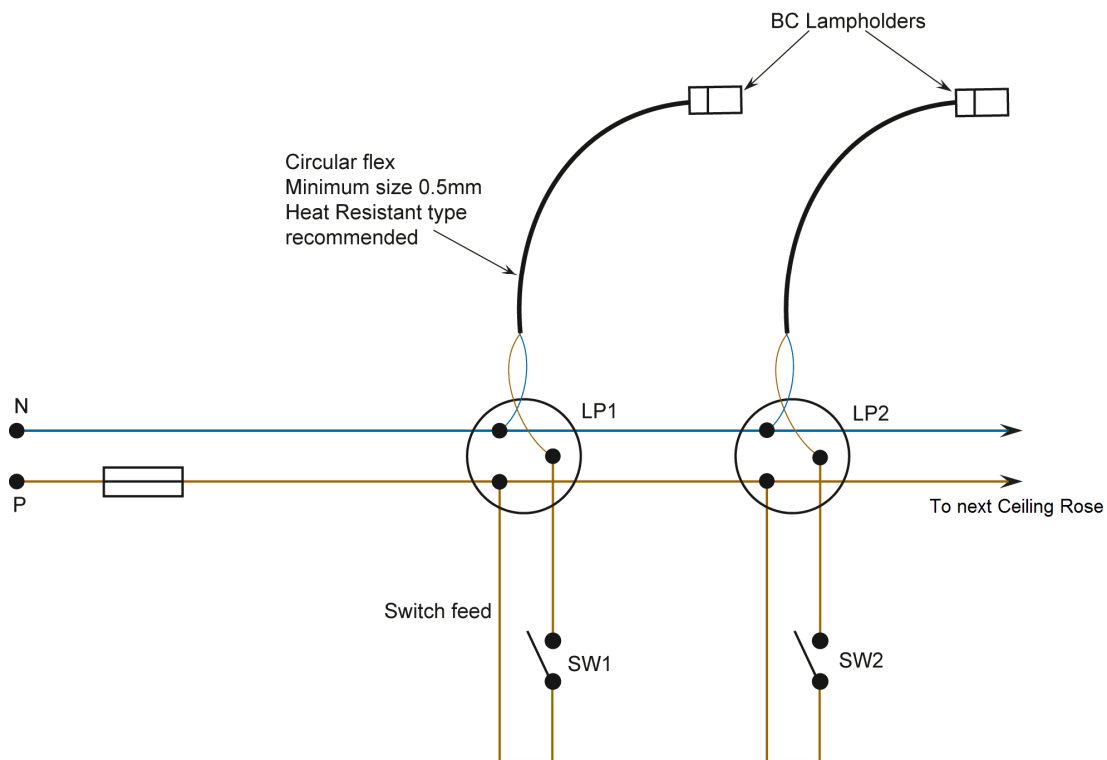 BC Lampholders
Circular flex
Minimum size 0.5mm
Heat Resistant type
recommended
N
LP1
LP2
P
To next Ceiling Rose
Switch feed
SW1
SW2